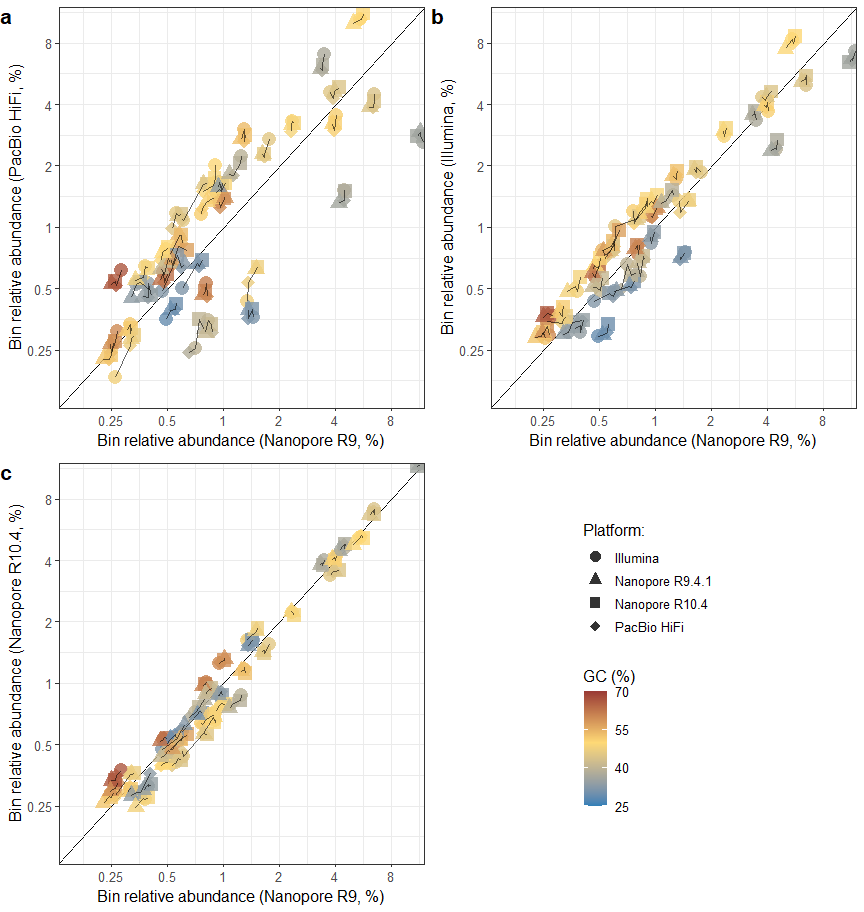 a
PacBio HiFi, %)
Bin relative abundance (PacBio HiFi, %)
8
4
2
1
0.5
0.25
0.25 0.5 1 2 4 8
Bin relative abundance (Nanopore R9, %)
b
Bin relative abundance (Illumina, %)
8
4
2
1
0.5
0.25
0.25 0.5 1 2 4 8
Bin relative abundance (Nanopore R9, %)
c
Bin relative abundance (Nanopore R10.4, %)
8
4
2
1
0.5
0.25
0.25 0.5 1 2 4 8
Bin relative abundance (Nanopore R9, %)
Platform:
Illumina
Nanopore R9.4.1
Nanopore R10.4
PacBio HiFi
GC (%)
70
55
40
25